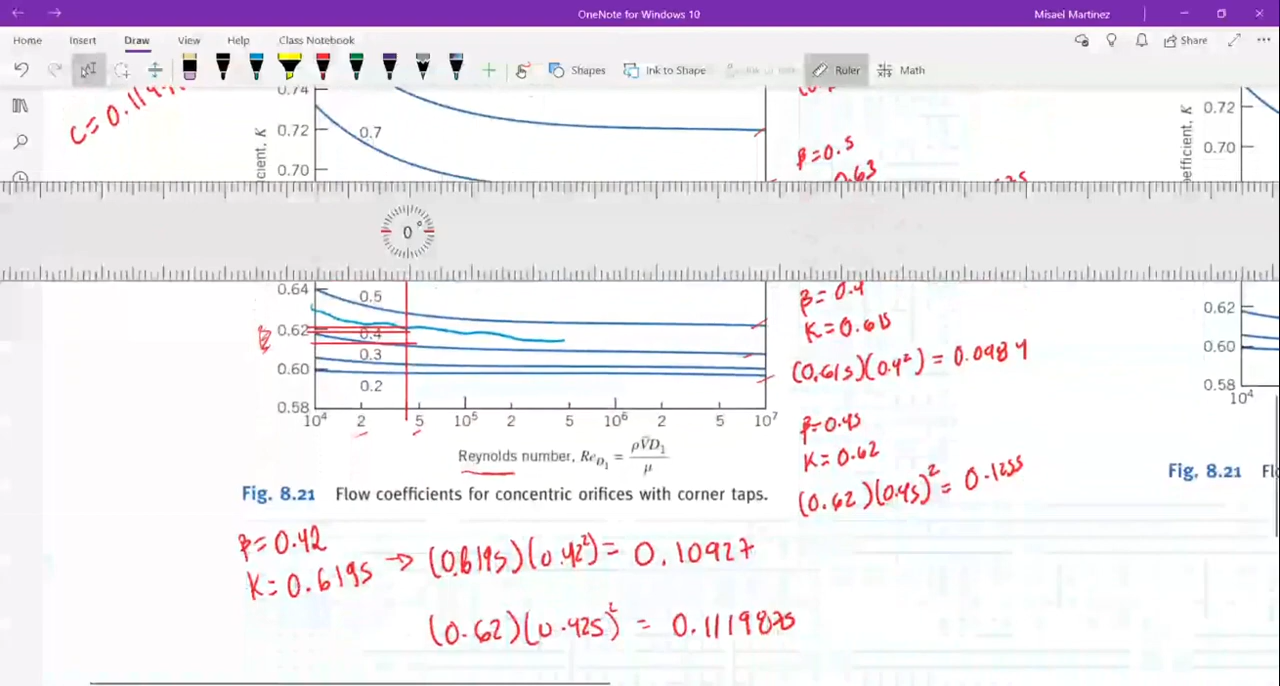 OneNote for Windows 10
Misael Martinez
Home Insert Draw View Help Class Notebook
Share
Shapes
Ink to Shape
Ruler
Math
0.74
0.72
0.70
0.7
K
β=0.5
0.63
efficient, K
0.72
0.70
0°
0.64
0.62
0.60
0.58
0.5
0.4
0.3
0.2
10⁴ 2 5 10⁵ 2 5 10⁶ 2 5 10⁷
Reynolds number, Re_D₁ = ρV̄D₁/μ
Fig. 8.21 Flow coefficients for concentric orifices with corner taps.
β=0.42
K=0.6195 → (0.6195)(0.42²) = 0.10927
(0.62)(0.425)² = 0.1119875
β=0.4
K=0.615
(0.615)(0.4²) = 0.0984
β=0.45
K=0.62
(0.62)(0.45)² = 0.1255
0.62
0.60
0.58
10⁴
Fig. 8.21